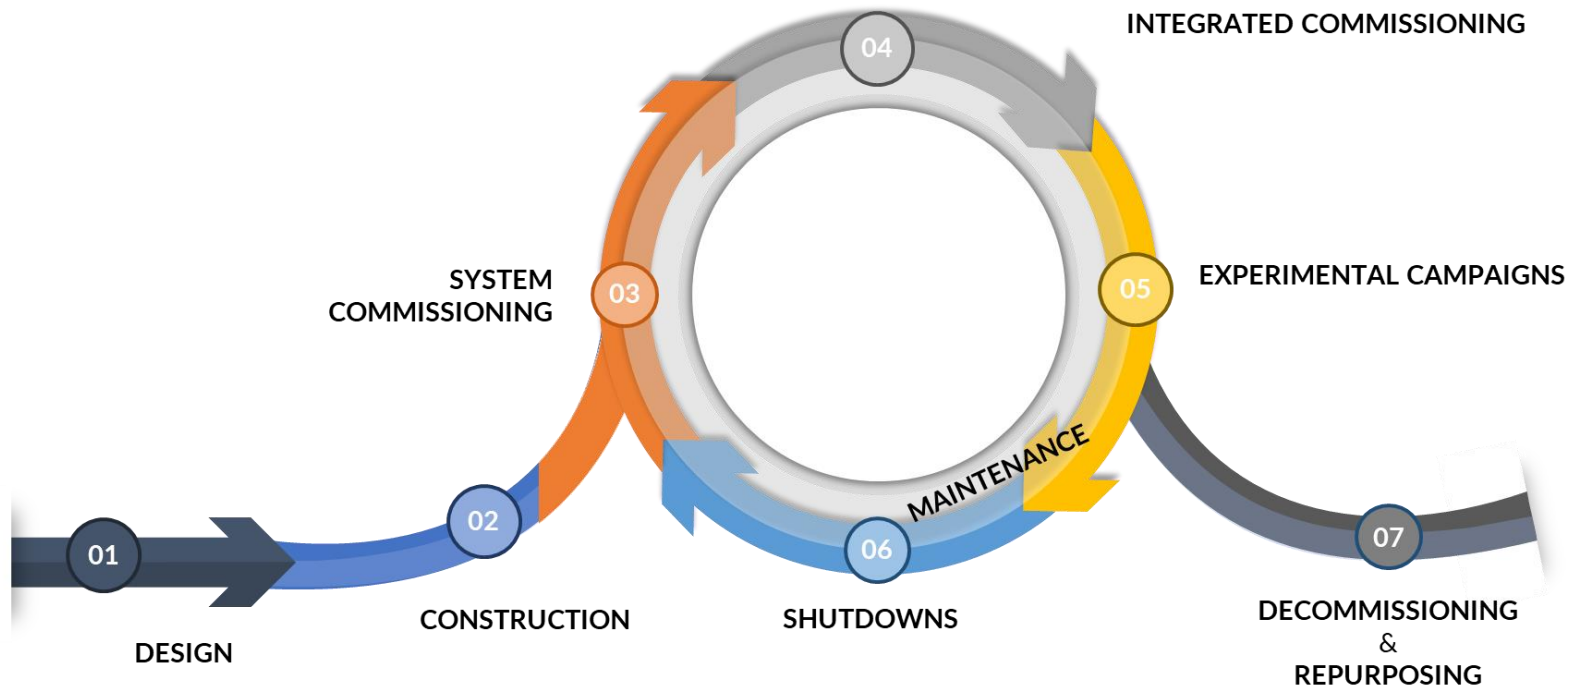 01
DESIGN
02
CONSTRUCTION
03
SYSTEM
COMMISSIONING
04
INTEGRATED COMMISSIONING
05
EXPERIMENTAL CAMPAIGNS
MAINTENANCE
06
SHUTDOWNS
07
DECOMMISSIONING
&
REPURPOSING